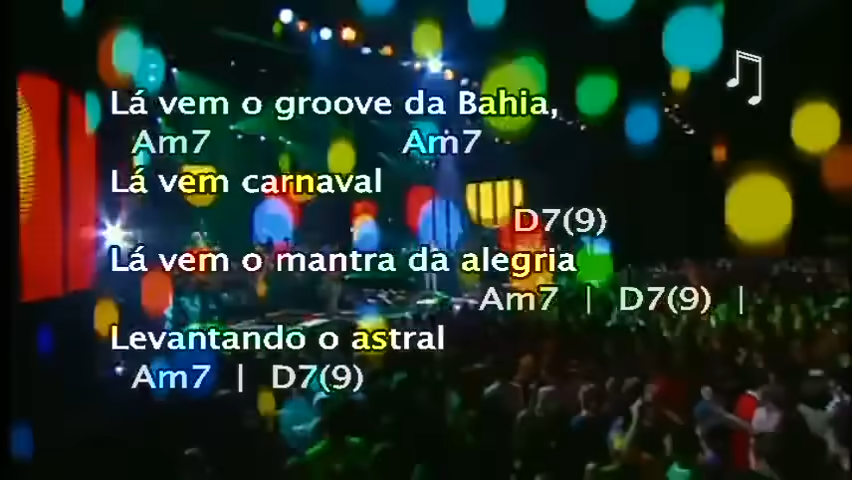 Lá vem o groove da Bahia,
Am7 Am7
Lá vem carnaval
D7(9)
Lá vem o mantra da alegria
Am7 | D7(9) |
Levantando o astral
Am7 | D7(9)